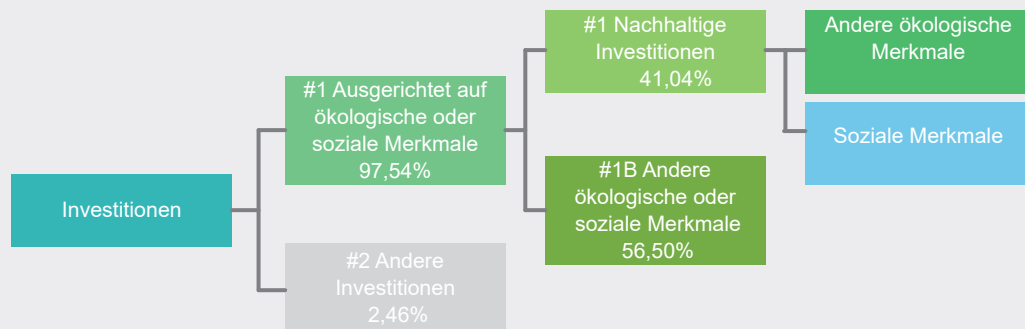 Investitionen
#1 Ausgerichtet auf
ökologische oder
soziale Merkmale
97,54%
#2 Andere
Investitionen
2,46%
#1 Nachhaltige
Investitionen
41,04%
#1B Andere
ökologische oder
soziale Merkmale
56,50%
Andere ökologische
Merkmale
Soziale Merkmale